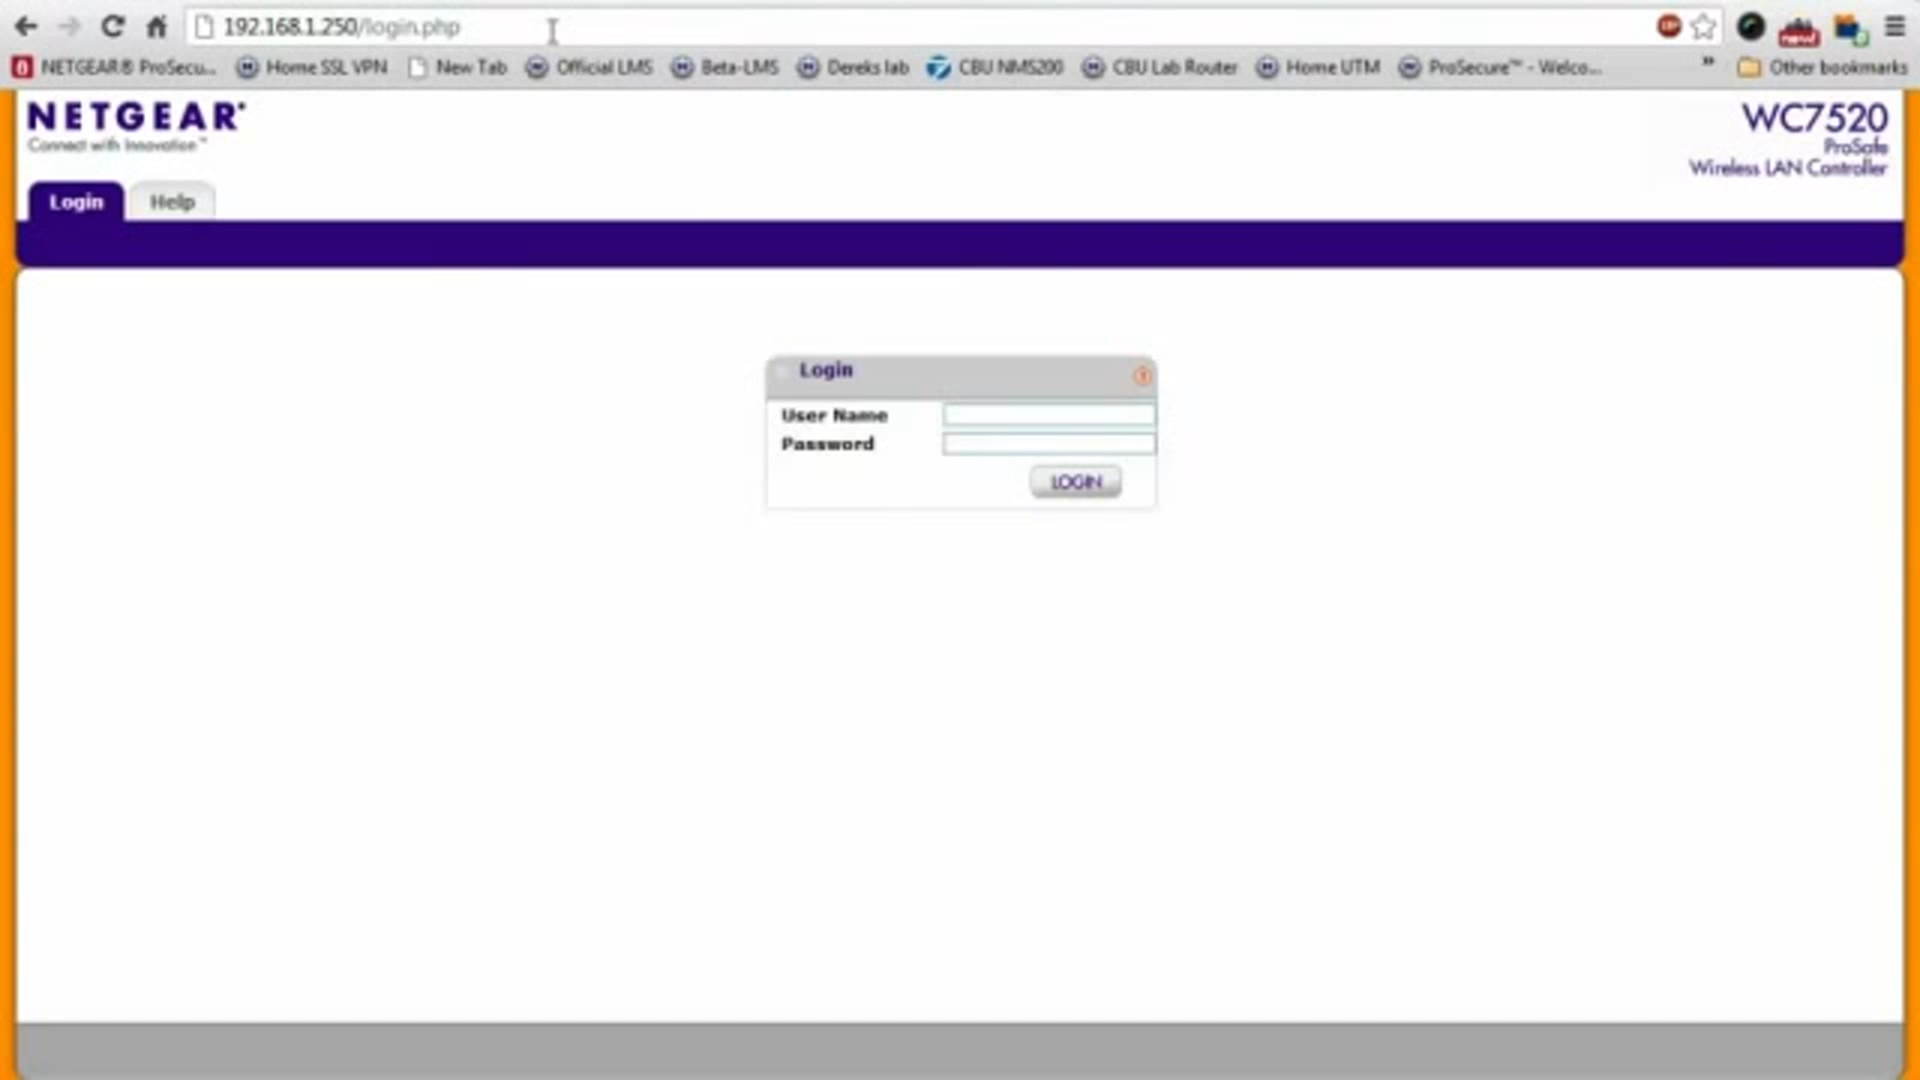 192.168.1.250/login.php
NETGEAR® ProSecu... Home SSL VPN New Tab Official LMS Beta-LMS Dereks lab CBU NMS200 CBU Lab Router Home UTM ProSecure™ - Welco... » Other bookmarks
NETGEAR®
Connect with Innovation™
WC7520
ProSafe
Wireless LAN Controller
Login Help
Login
User Name
Password
LOGIN
new!
ABP